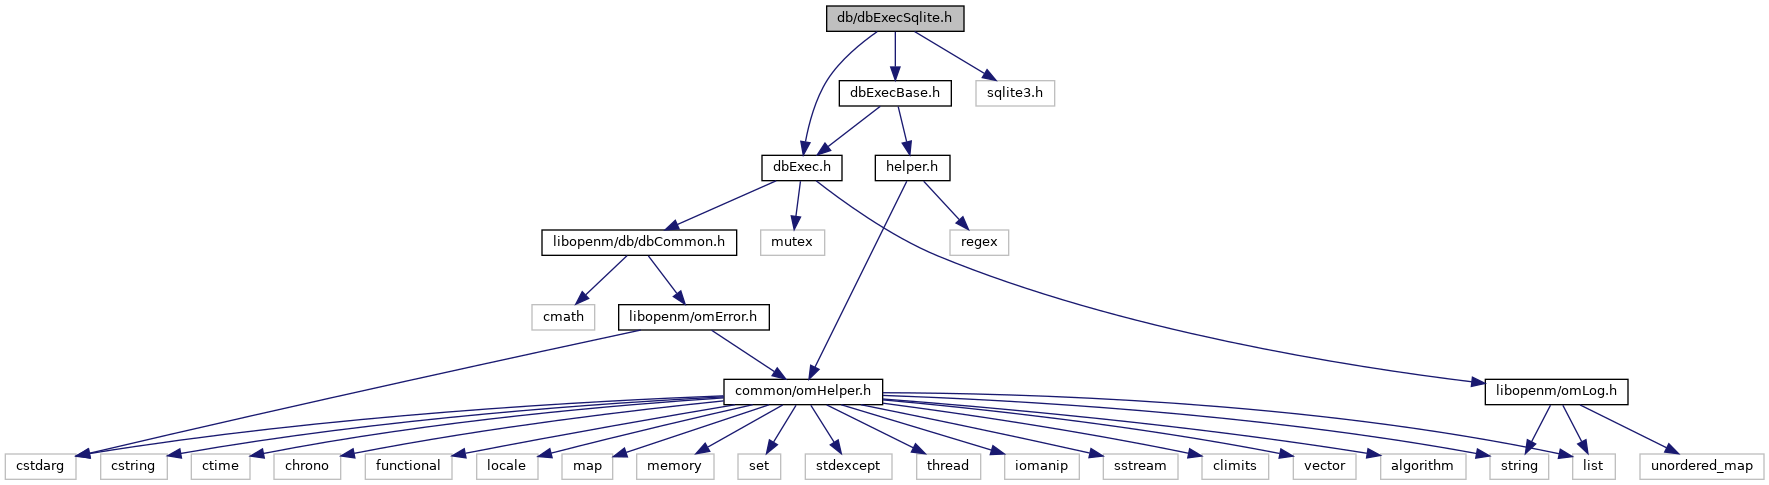 db/dbExecSqlite.h
dbExecBase.h
sqlite3.h
dbExec.h
helper.h
libopenm/db/dbCommon.h
mutex
regex
cmath
libopenm/omError.h
common/omHelper.h
libopenm/omLog.h
cstdarg
cstring
ctime
chrono
functional
locale
map
memory
set
stdexcept
thread
iomanip
sstream
climits
vector
algorithm
string
list
unordered_map